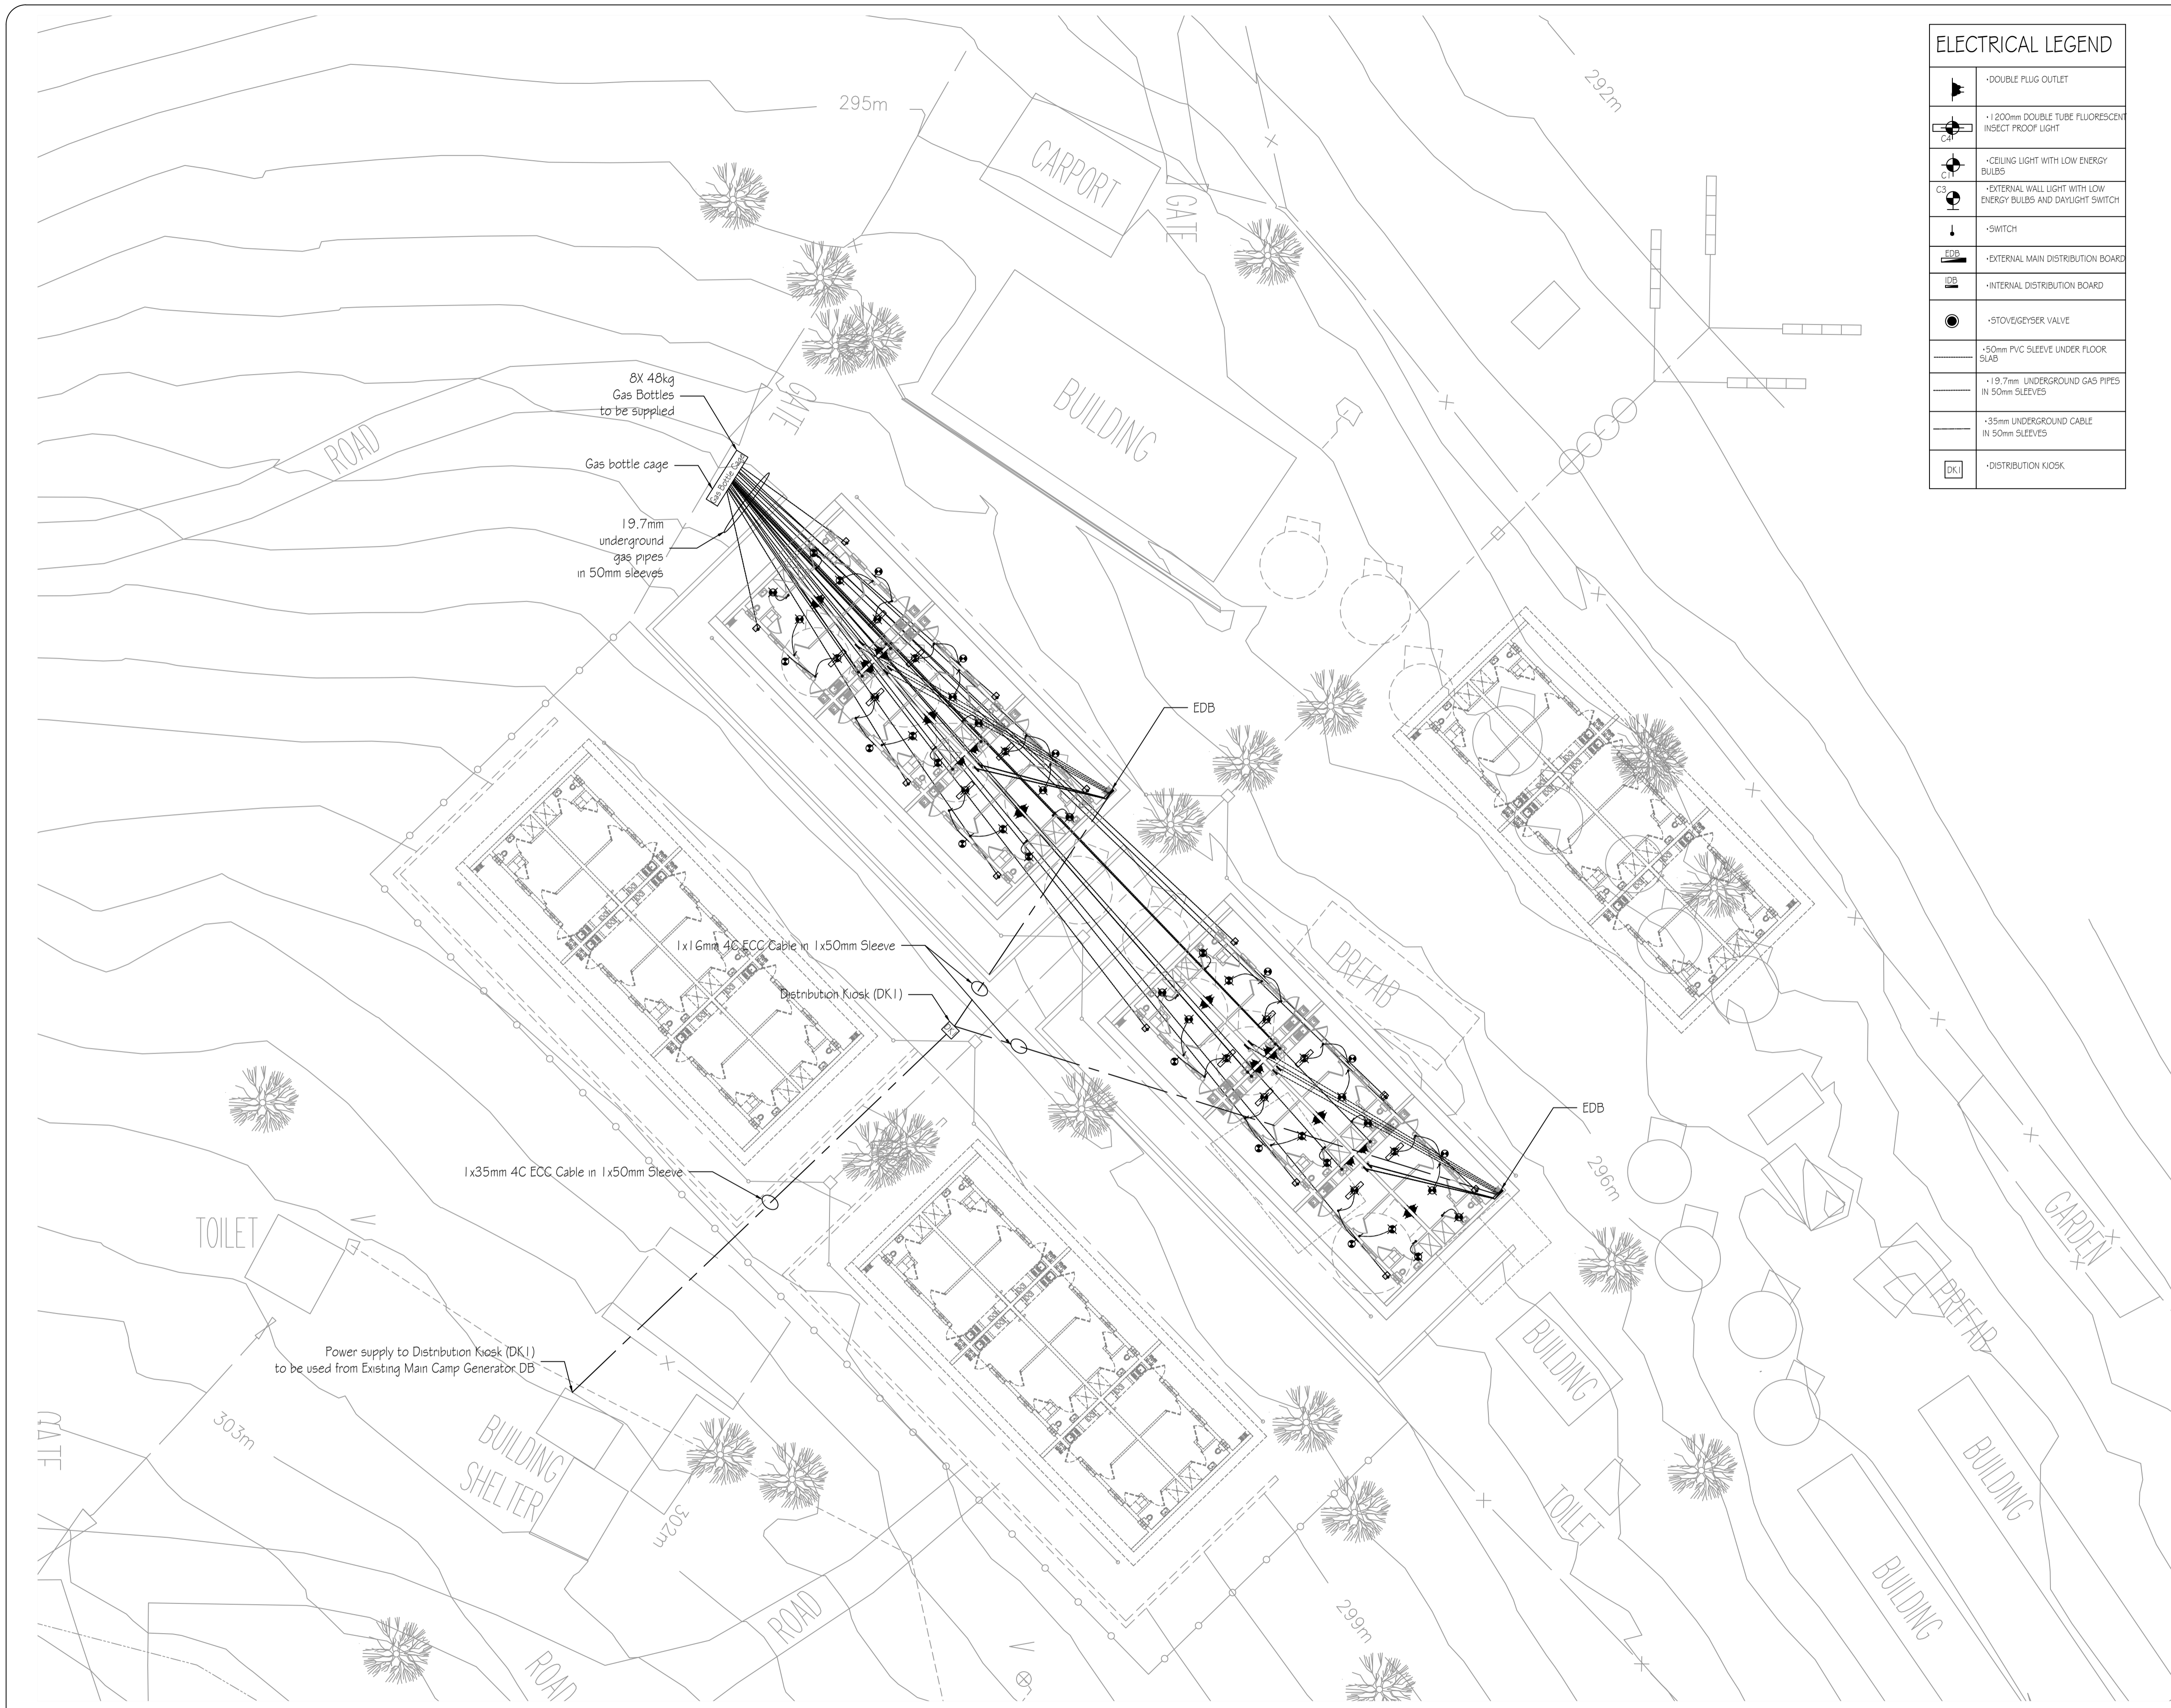 ELECTRICAL LEGEND
•DOUBLE PLUG OUTLET
C4
•1200mm DOUBLE TUBE FLUORESCENT
INSECT PROOF LIGHT
C1
•CEILING LIGHT WITH LOW ENERGY
BULBS
C3
•EXTERNAL WALL LIGHT WITH LOW
ENERGY BULBS AND DAYLIGHT SWITCH
•SWITCH
EDB
•EXTERNAL MAIN DISTRIBUTION BOARD
IDB
•INTERNAL DISTRIBUTION BOARD
•STOVE/GEYSER VALVE
•50mm PVC SLEEVE UNDER FLOOR
SLAB
•19,7mm UNDERGROUND GAS PIPES
IN 50mm SLEEVES
•35mm UNDERGROUND CABLE
IN 50mm SLEEVES
DK1
•DISTRIBUTION KIOSK
292m
295m
CARPORT
GATE
8X 48kg
Gas Bottles
to be supplied
GATE
BUILDING
ROAD
Gas bottle cage
Gas Bottle Cage
19,7mm
underground
gas pipes
in 50mm sleeves
EDB
1x16mm 4C ECC Cable in 1x50mm Sleeve
PREFAB
Distribution Kiosk (DK1)
EDB
1x35mm 4C ECC Cable in 1x50mm Sleeve
296m
TOILET
GARDEN
PREFAB
Power supply to Distribution Kiosk (DK1)
to be used from Existing Main Camp Generator DB
BUILDING
GATE
303m
BUILDING
SHELTER
302m
TOILET
BUILDING
BUILDING
ROAD
299m
ROAD